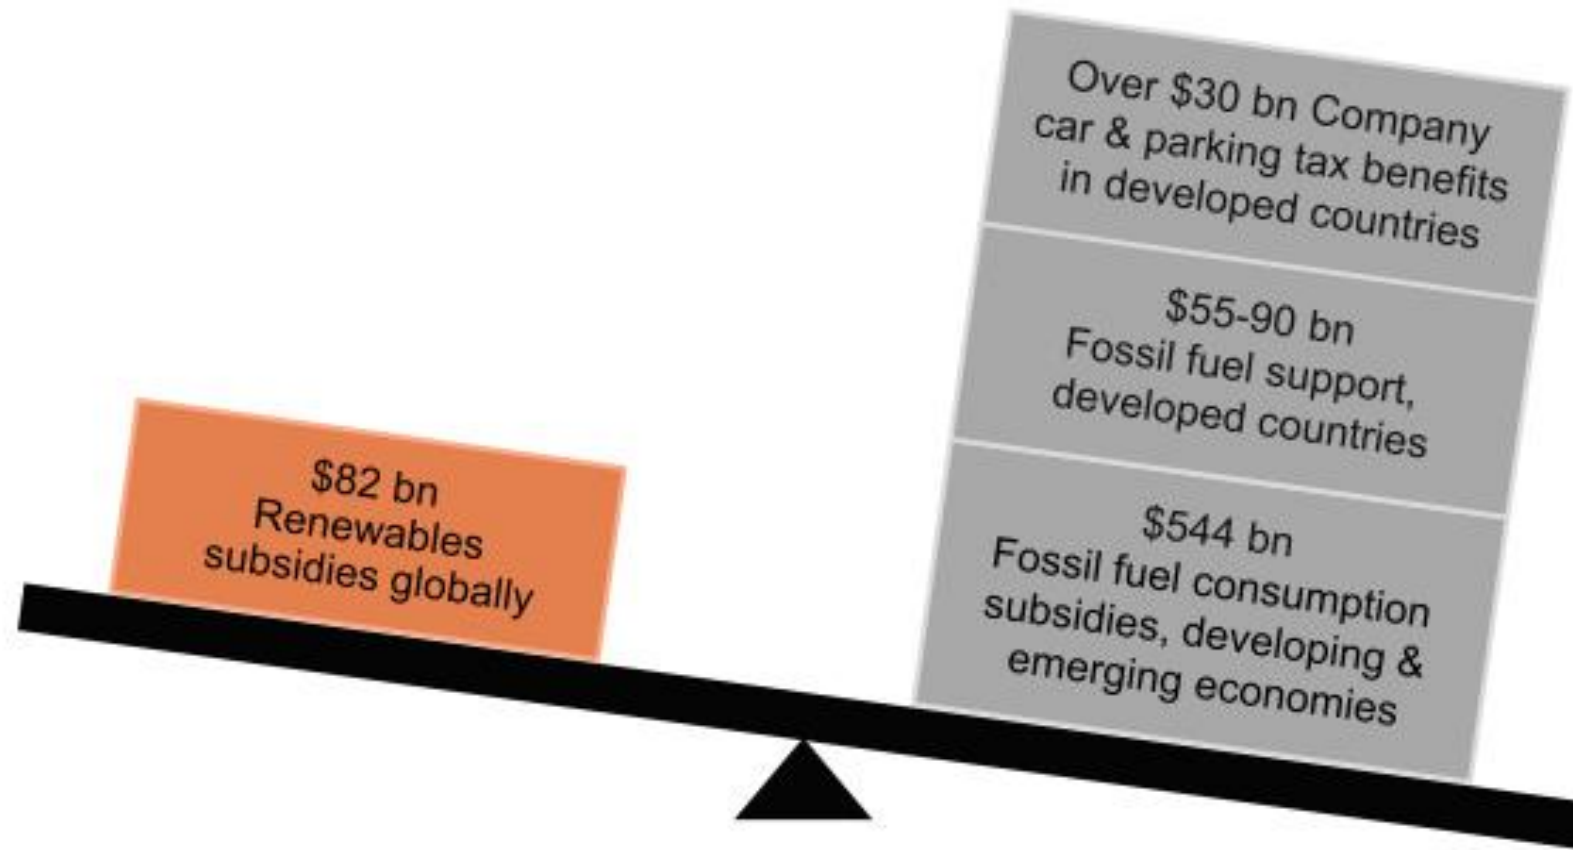 $82 bn
Renewables
subsidies globally
Over $30 bn Company
car & parking tax benefits
in developed countries
$55-90 bn
Fossil fuel support,
developed countries
$544 bn
Fossil fuel consumption
subsidies, developing &
emerging economies